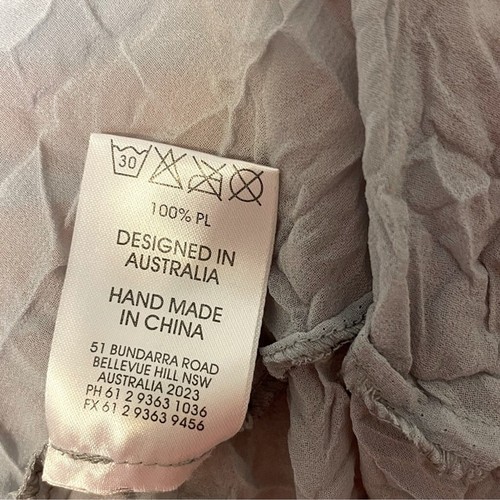 30
100% PL
DESIGNED IN
AUSTRALIA
HAND MADE
IN CHINA
51 BUNDARRA ROAD
BELLEVUE HILL NSW
AUSTRALIA 2023
PH 61 2 9363 1036
FX 61 2 9363 9456